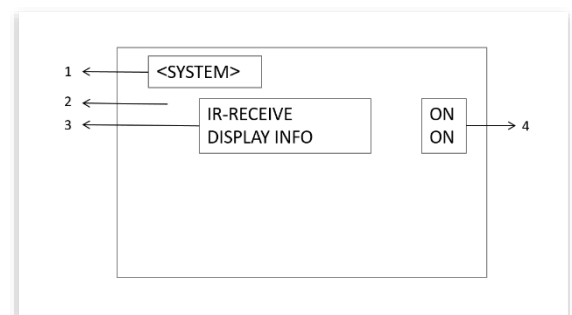 1
<SYSTEM>
2
3
IR-RECEIVE
ON
DISPLAY INFO
ON
4